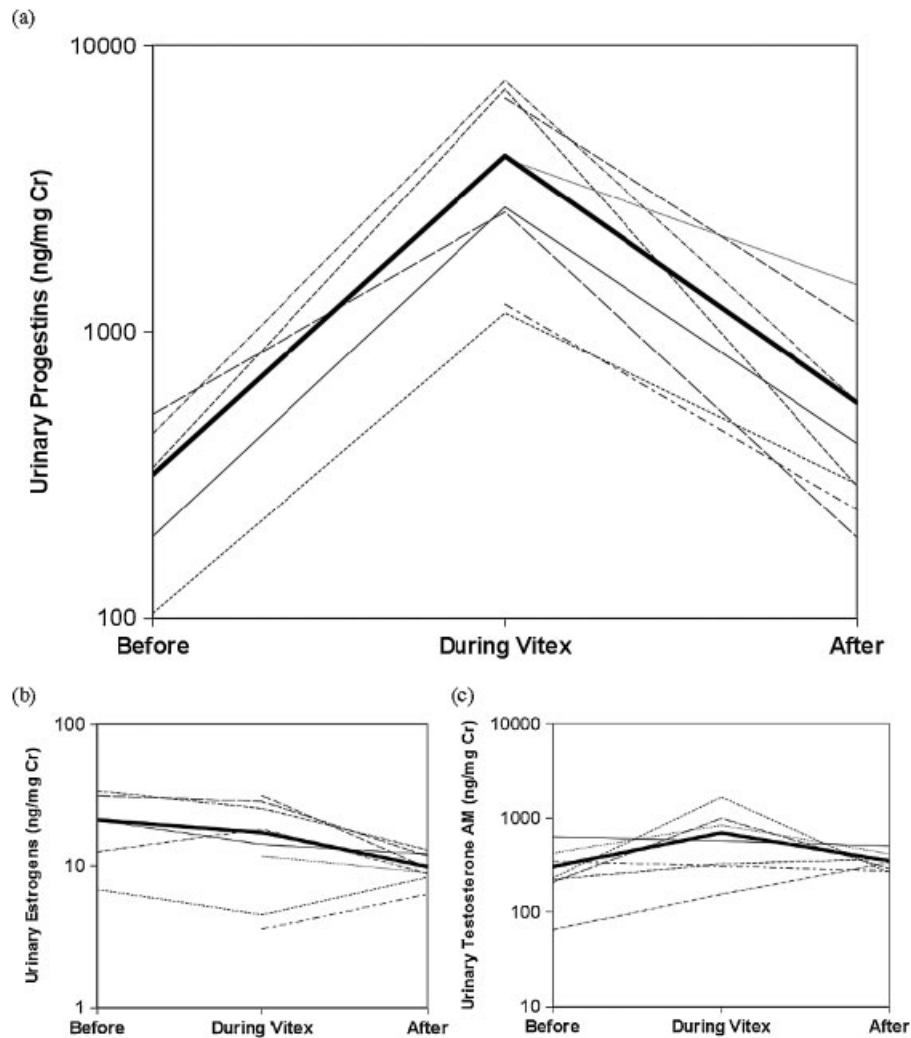 (a)
10000
1000
100
Urinary Progestins (ng/mg Cr)
Before During Vitex After
(b)
100
10
1
Urinary Estrogens (ng/mg Cr)
Before During Vitex After
(c)
10000
1000
100
10
Urinary Testosterone AM (ng/mg Cr)
Before During Vitex After